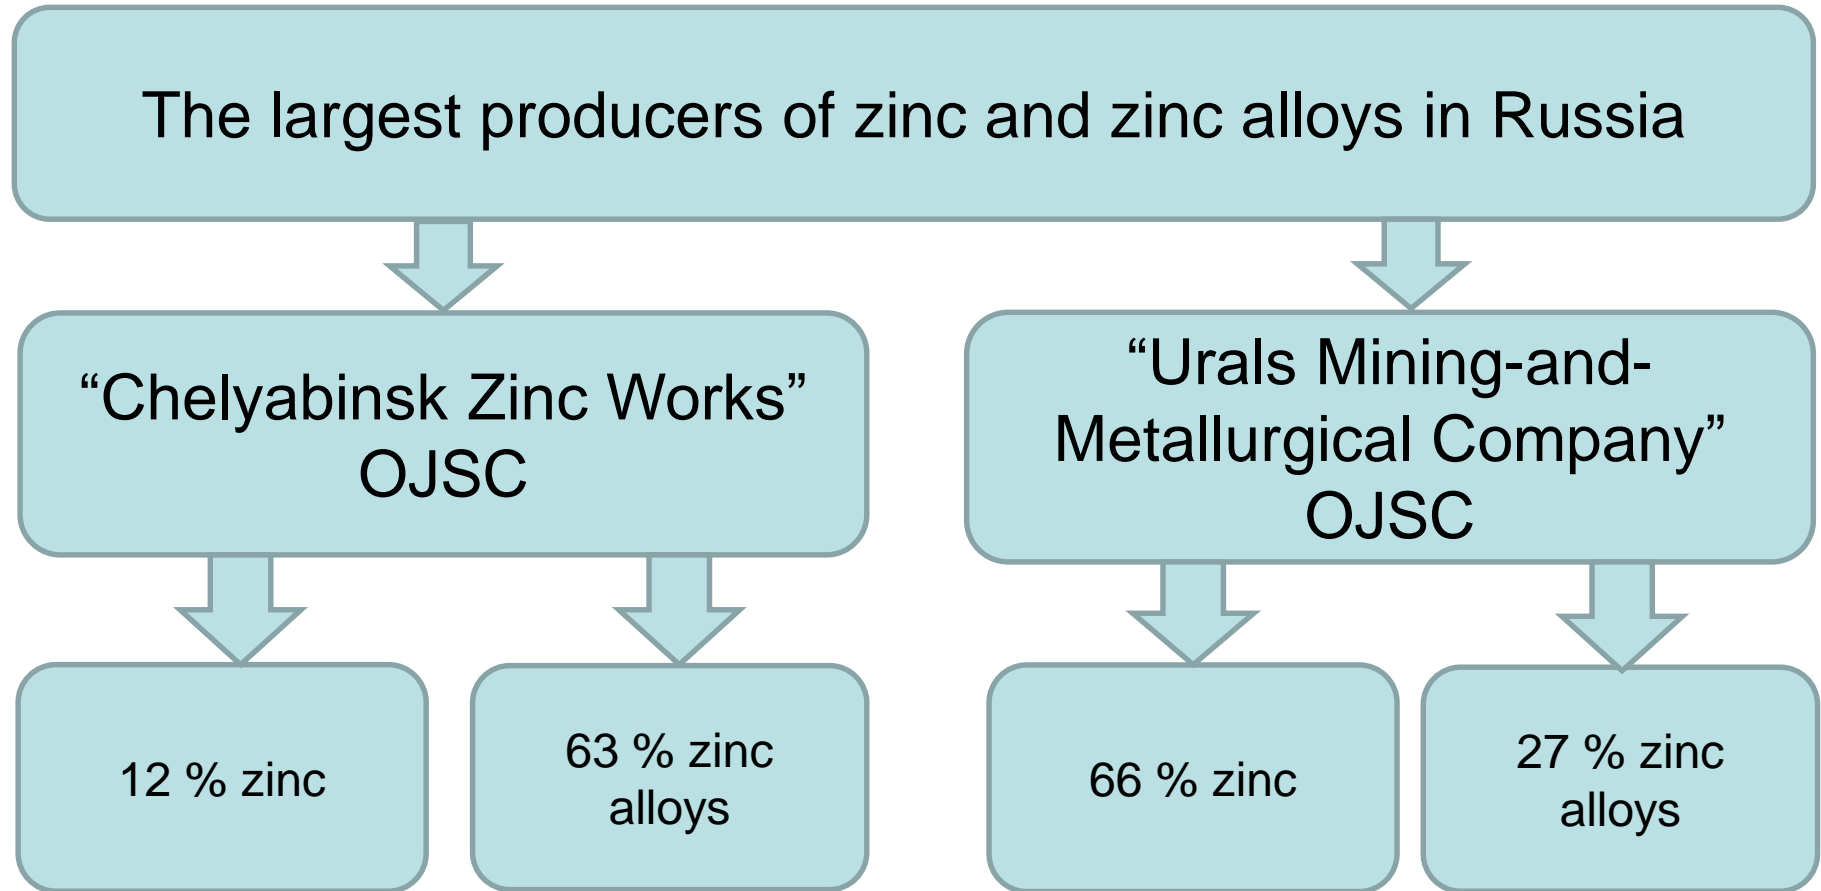 The largest producers of zinc and zinc alloys in Russia
“Chelyabinsk Zinc Works”
OJSC
“Urals Mining-and-
Metallurgical Company”
OJSC
12 % zinc
63 % zinc
alloys
66 % zinc
27 % zinc
alloys